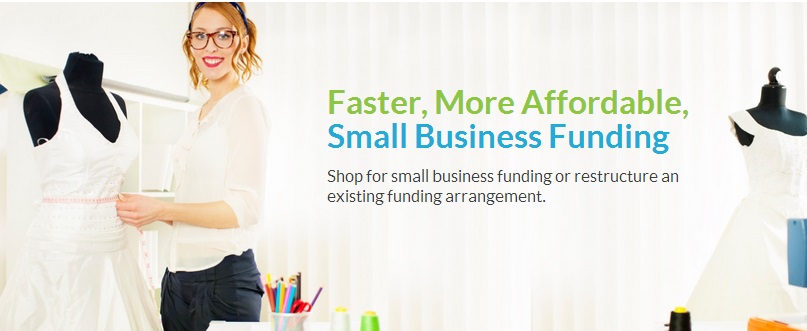 Faster, More Affordable,
Small Business Funding
Shop for small business funding or restructure an
existing funding arrangement.